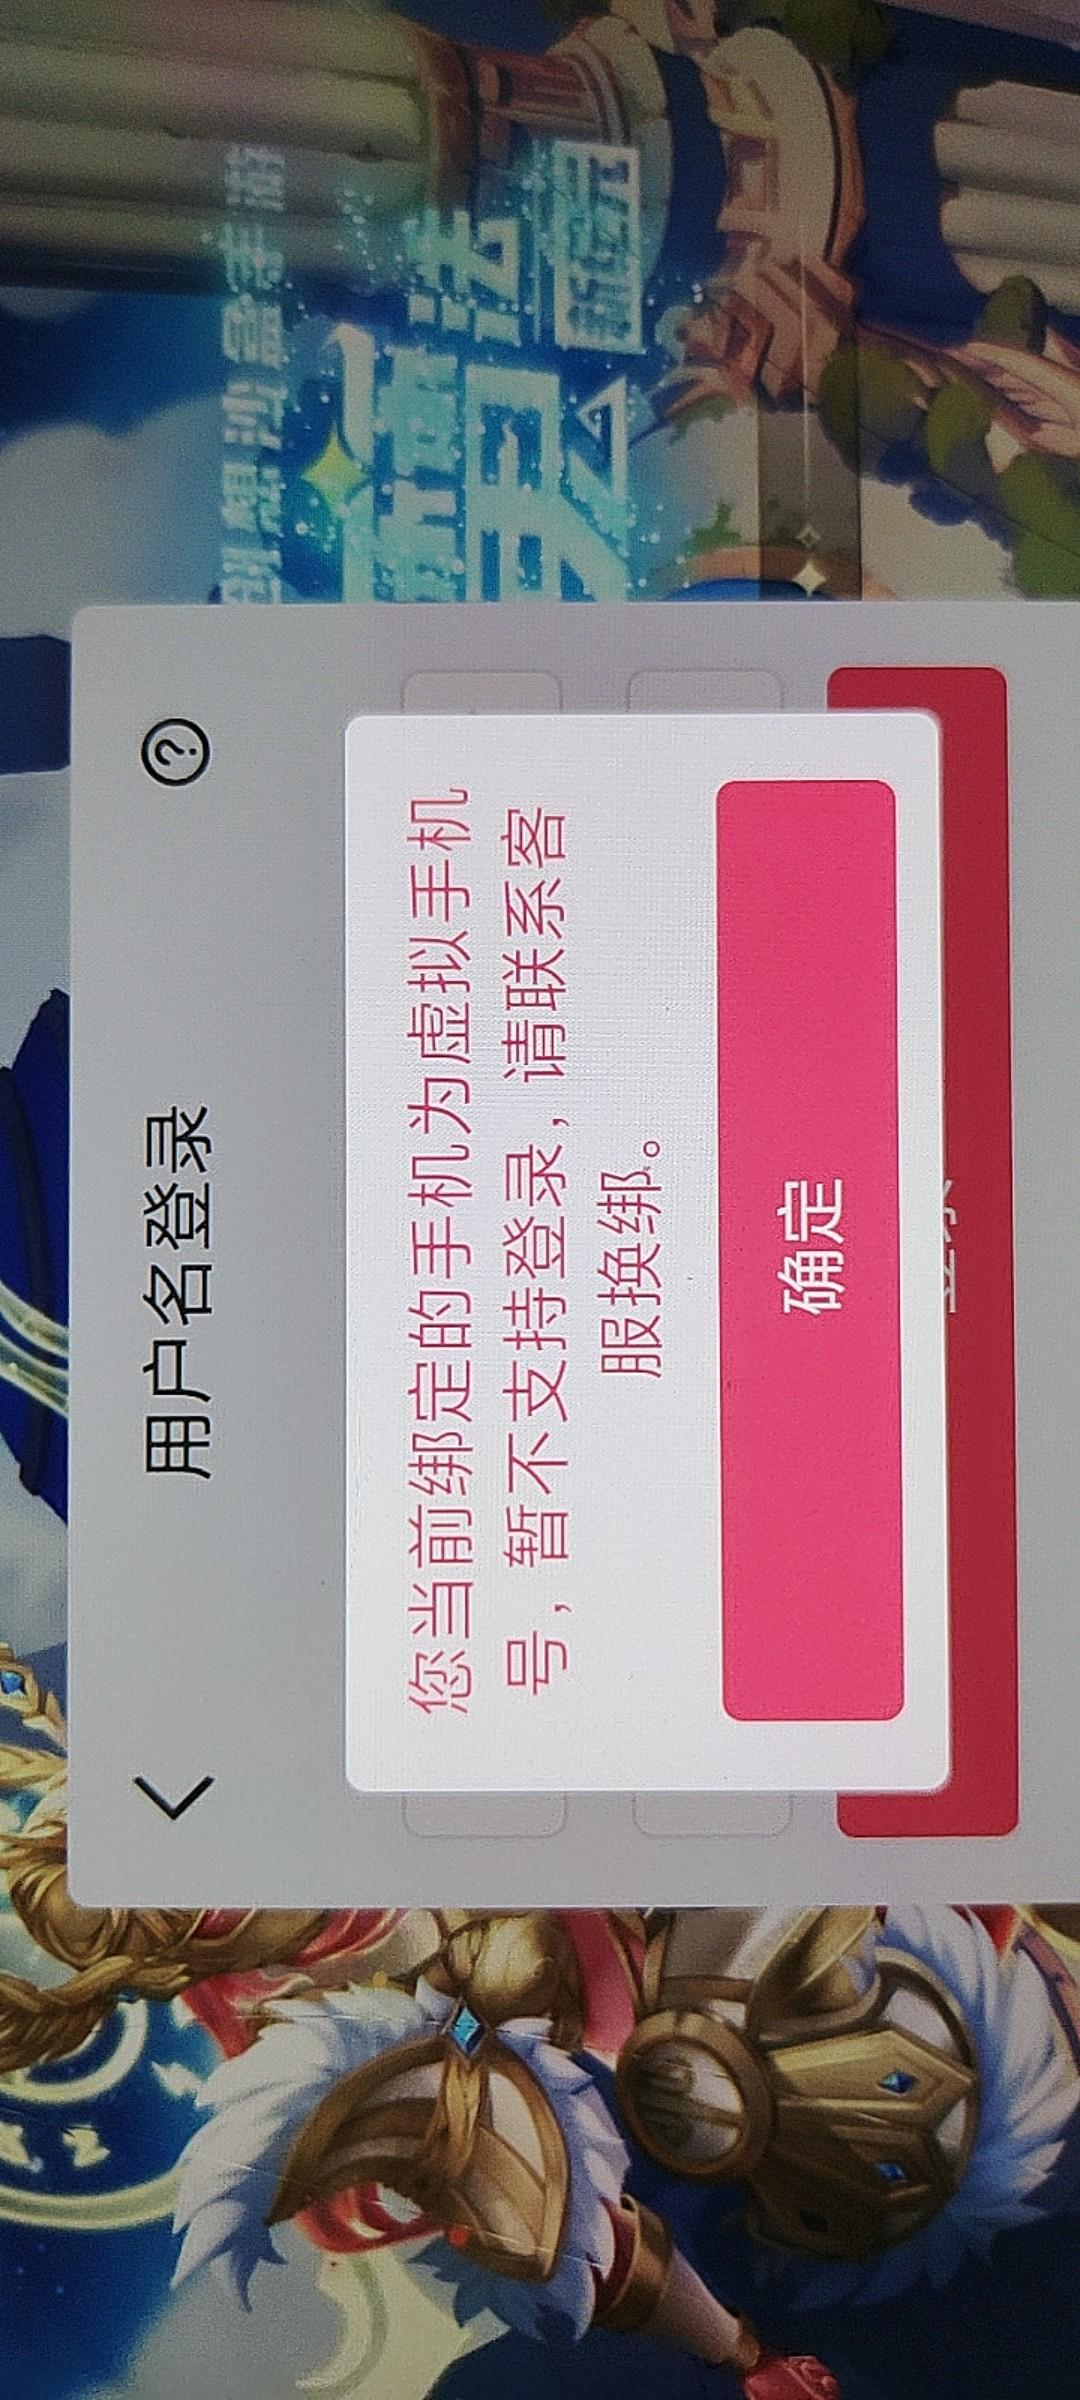 用户名登录
您当前绑定的手机为虚拟手机
号，暂不支持登录，请联系客
服换绑。
确定